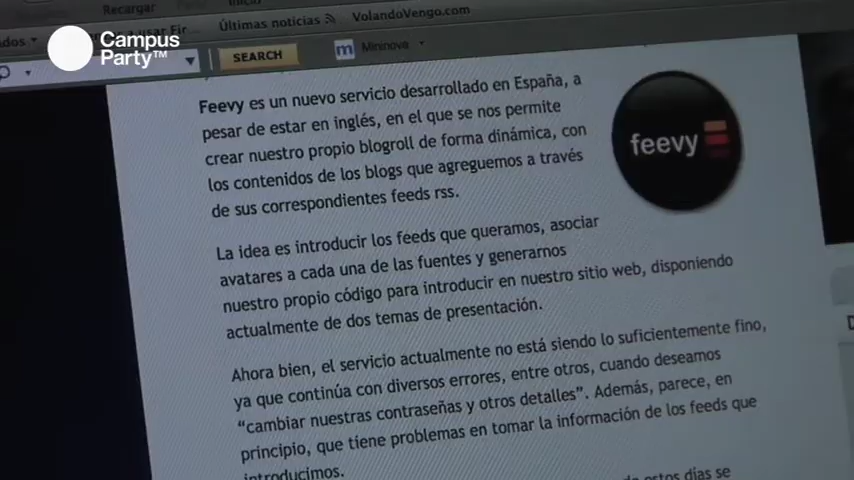 Recargar
Últimas noticias
VolandoVengo.com
Campus
Party™
SEARCH
m Mininova
Feevy es un nuevo servicio desarrollado en España, a
pesar de estar en inglés, en el que se nos permite
crear nuestro propio blogroll de forma dinámica, con
los contenidos de los blogs que agreguemos a través
de sus correspondientes feeds rss.
feevy
La idea es introducir los feeds que queramos, asociar
avatares a cada una de las fuentes y generarnos
nuestro propio código para introducir en nuestro sitio web, disponiendo
actualmente de dos temas de presentación.
Ahora bien, el servicio actualmente no está siendo lo suficientemente fino,
ya que continúa con diversos errores, entre otros, cuando deseamos
“cambiar nuestras contraseñas y otros detalles”. Además, parece, en
principio, que tiene problemas en tomar la información de los feeds que
introducimos.
estos días se